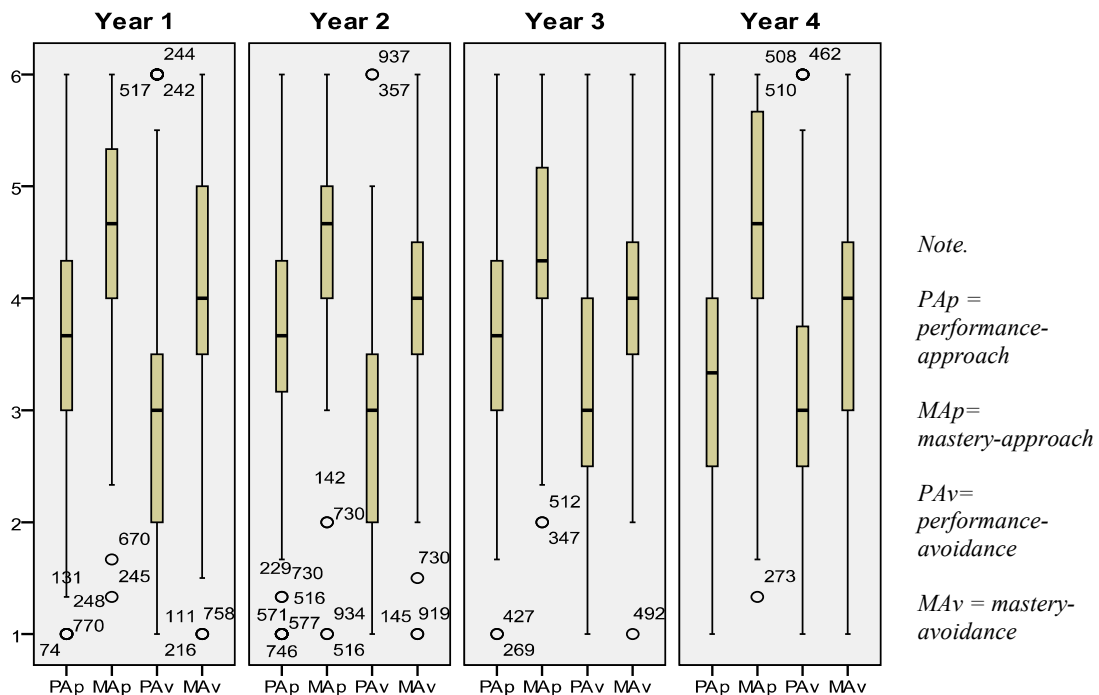 Year 1 Year 2 Year 3 Year 4
244 937 508 462
6
517 242 357 510
5
Note.
4
PAp =
performance-
approach
3
MAp=
mastery-approach
142
PAv=
512
2
730
performance-
670 347
avoidance
730
229 730
131 245 273
248 516
MAv = mastery-
571 934 111 758 145 919 427 492
770 577
avoidance
1
74 216 746 516 269
PAp MAp PAv MAv PAp MAp PAv MAv PAp MAp PAv MAv PAp MAp PAv MAv